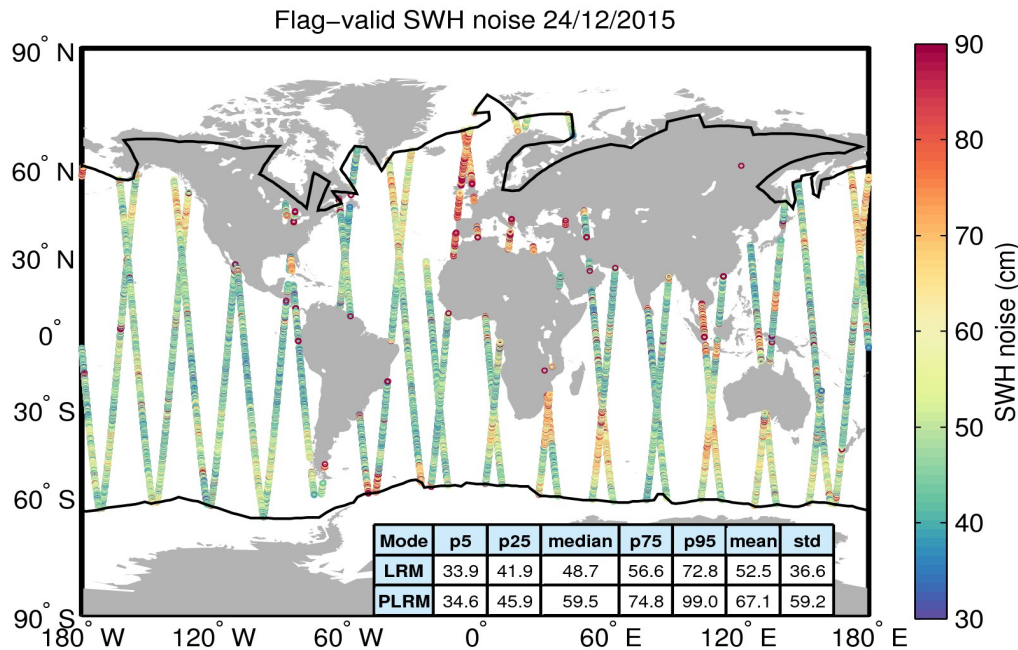 Flag−valid SWH noise 24/12/2015
90° N
60° N
30° N
0°
30° S
60° S
90° S
180° W
120° W
60° W
0°
60° E
120° E
180° E
Mode p5 p25 median p75 p95 mean std
LRM 33.9 41.9 48.7 56.6 72.8 52.5 36.6
PLRM 34.6 45.9 59.5 74.8 99.0 67.1 59.2
90
80
70
60
50
40
30
SWH noise (cm)